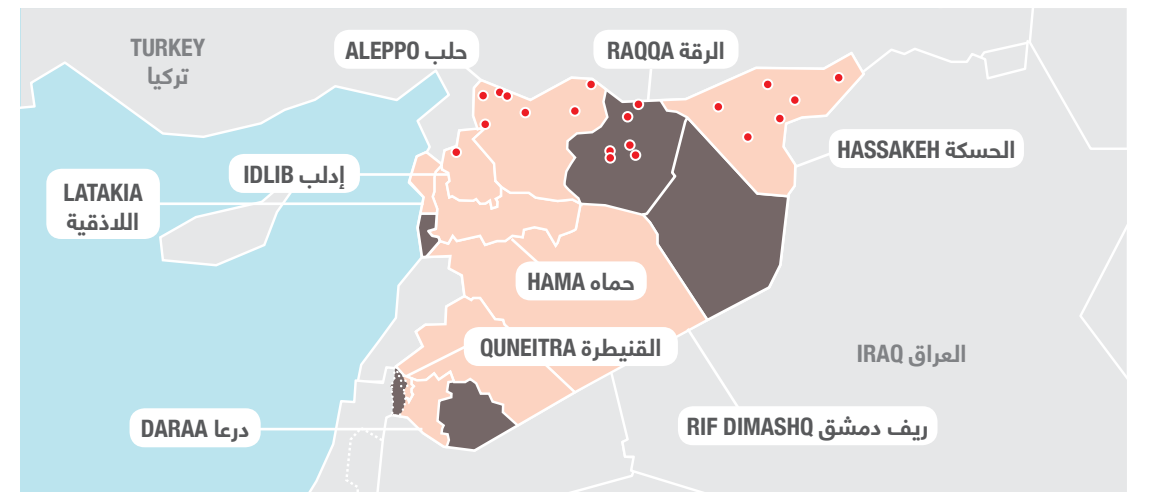 TURKEY
تركيا
ALEPPO حلب
RAQQA الرقة
HASSAKEH الحسكة
IDLIB إدلب
LATAKIA
اللاذقية
HAMA حماه
QUNEITRA القنيطرة
IRAQ العراق
DARAA درعا
RIF DIMASHQ ريف دمشق